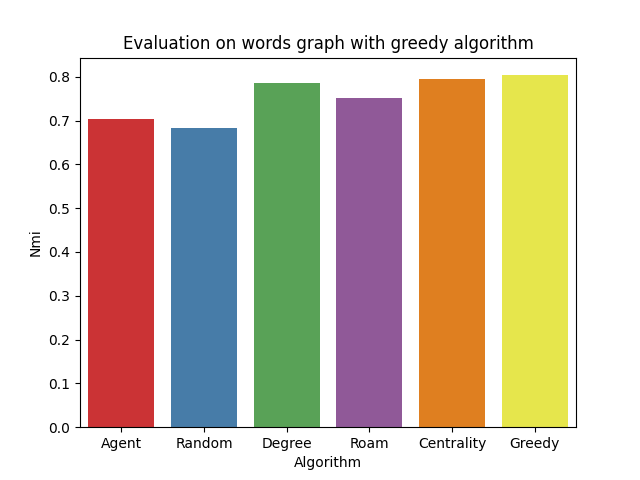 Evaluation on words graph with greedy algorithm
Nmi
0.8
0.7
0.6
0.5
0.4
0.3
0.2
0.1
0.0
Agent Random Degree Roam Centrality Greedy
Algorithm